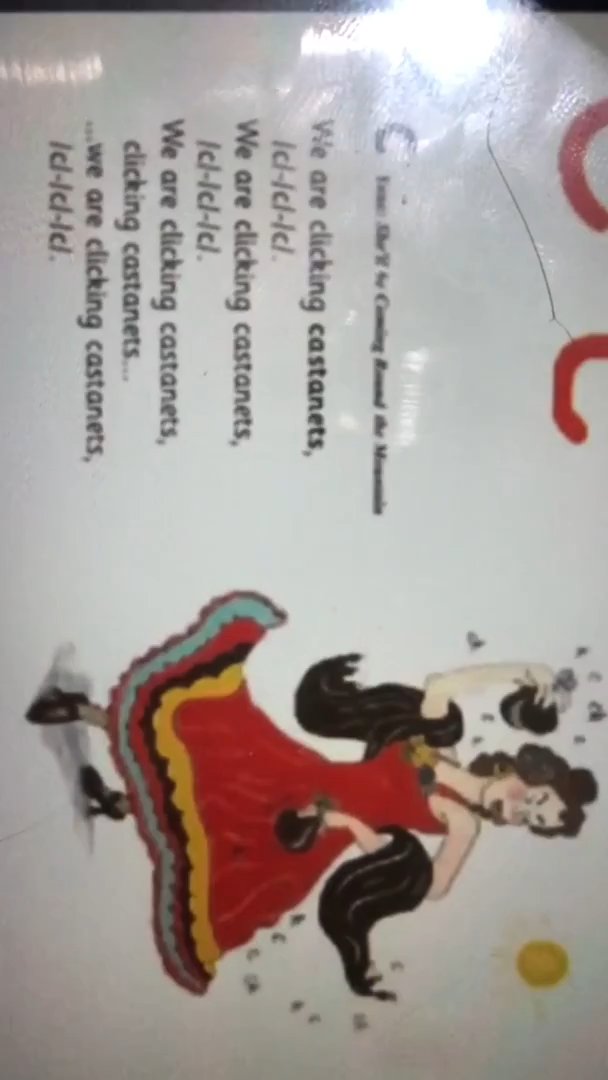 C c
Tune: She'll be Coming Round the Mountain
We are clicking castanets,
/c/-/c/-/c/.
We are clicking castanets,
/c/-/c/-/c/.
We are clicking castanets,
clicking castanets...
...we are clicking castanets,
/c/-/c/-/c/.